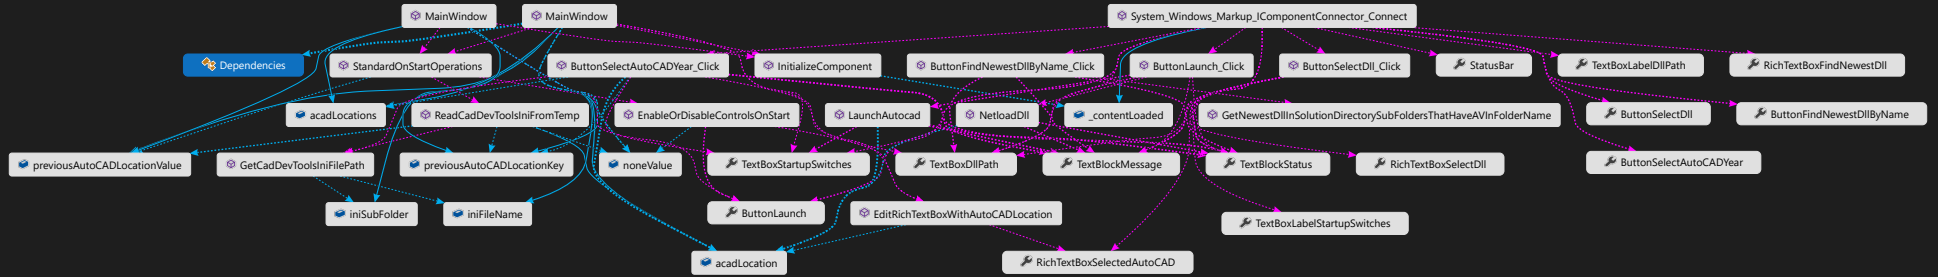 MainWindow
MainWindow
System_Windows_Markup_IComponentConnector_Connect
Dependencies
StandardOnStartOperations
ButtonSelectAutoCADYear_Click
InitializeComponent
ButtonFindNewestDllByName_Click
ButtonLaunch_Click
ButtonSelectDll_Click
StatusBar
TextBoxLabelDllPath
RichTextBoxFindNewestDll
acadLocations
ReadCadDevToolsIniFromTemp
EnableOrDisableControlsOnStart
LaunchAutocad
NetloadDll
_contentLoaded
GetNewestDllInSolutionDirectorySubFoldersThatHaveAVInFolderName
ButtonSelectDll
ButtonFindNewestDllByName
previousAutoCADLocationValue
GetCadDevToolsIniFilePath
previousAutoCADLocationKey
noneValue
TextBoxStartupSwitches
TextBoxDllPath
TextBlockMessage
TextBlockStatus
RichTextBoxSelectDll
ButtonSelectAutoCADYear
iniSubFolder
iniFileName
ButtonLaunch
EditRichTextBoxWithAutoCADLocation
TextBoxLabelStartupSwitches
acadLocation
RichTextBoxSelectedAutoCAD